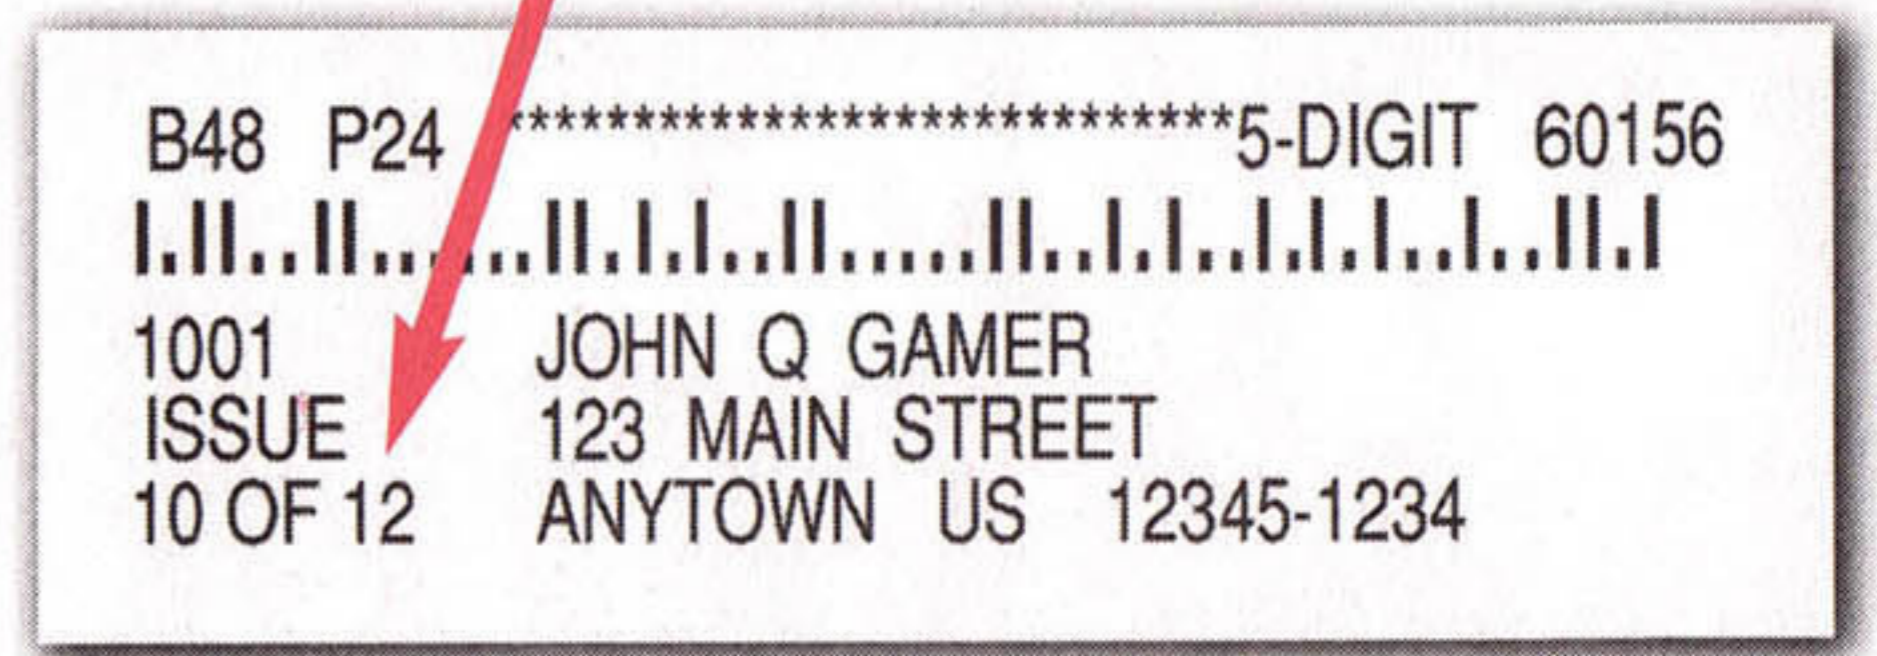 B48 P24 ****************************5-DIGIT 60156
1001 JOHN Q GAMER
ISSUE 123 MAIN STREET
10 OF 12 ANYTOWN US 12345-1234